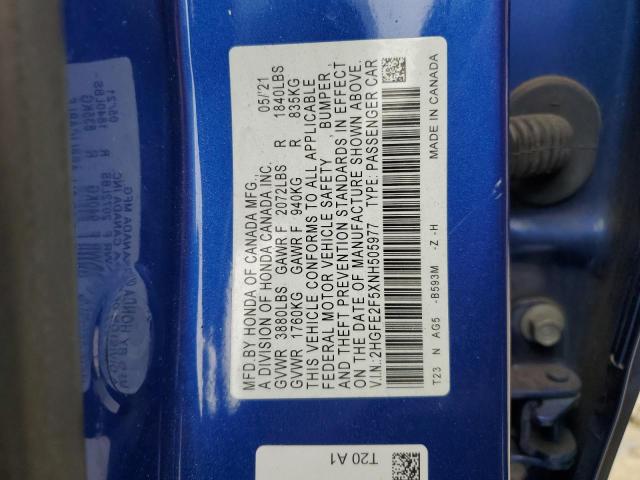 MFD.BY HONDA OF CANADA MFG. 05/'21
A DIVISION OF HONDA CANADA INC.
GVWR 3880LBS GAWR F 2072LBS R 1840LBS
GVWR 1760KG GAWR F 940KG R 835KG
THIS VEHICLE CONFORMS TO ALL APPLICABLE
FEDERAL MOTOR VEHICLE SAFETY , BUMPER ,
AND THEFT PREVENTION STANDARDS IN EFFECT
ON THE DATE OF MANUFACTURE SHOWN ABOVE.
V.I.N.:2HGFE2F5XNH505977 TYPE: PASSENGER CAR
T23 N AG5 -B593M -Z -H MADE IN CANADA
T20 A1